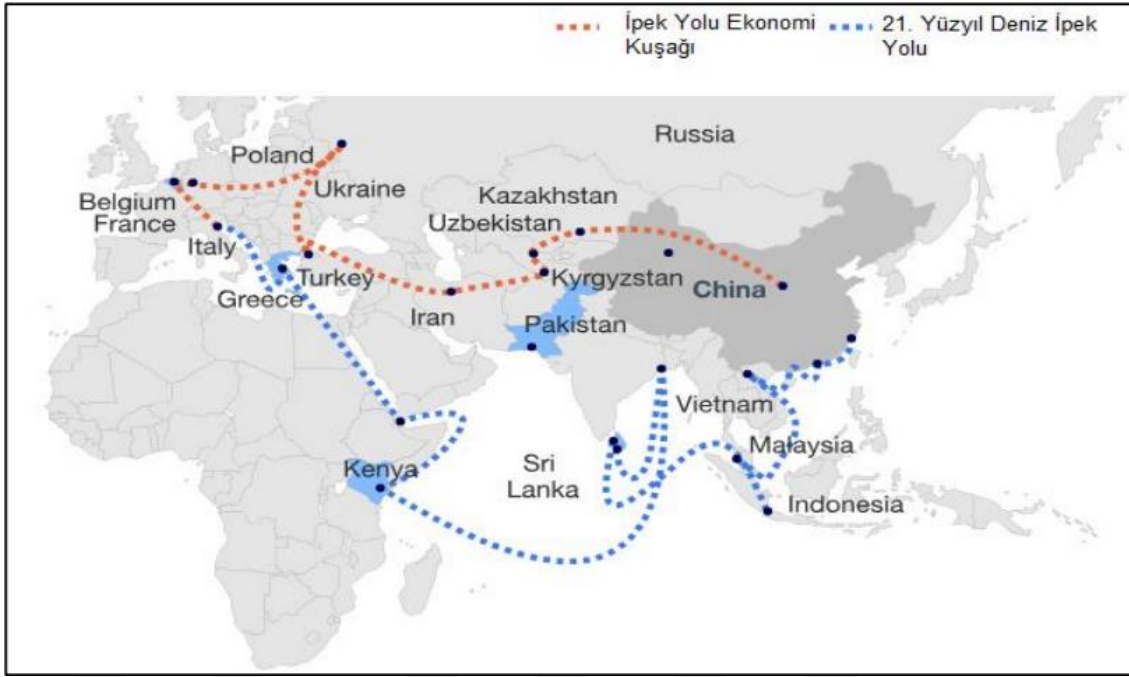 İpek Yolu Ekonomi
Kuşağı
21. Yüzyıl Deniz İpek
Yolu
Russia
Poland
Ukraine
Belgium
France
Kazakhstan
Uzbekistan
Italy
Turkey
Kyrgyzstan
Greece
China
Iran
Pakistan
Vietnam
Malaysia
Kenya
Sri
Lanka
Indonesia